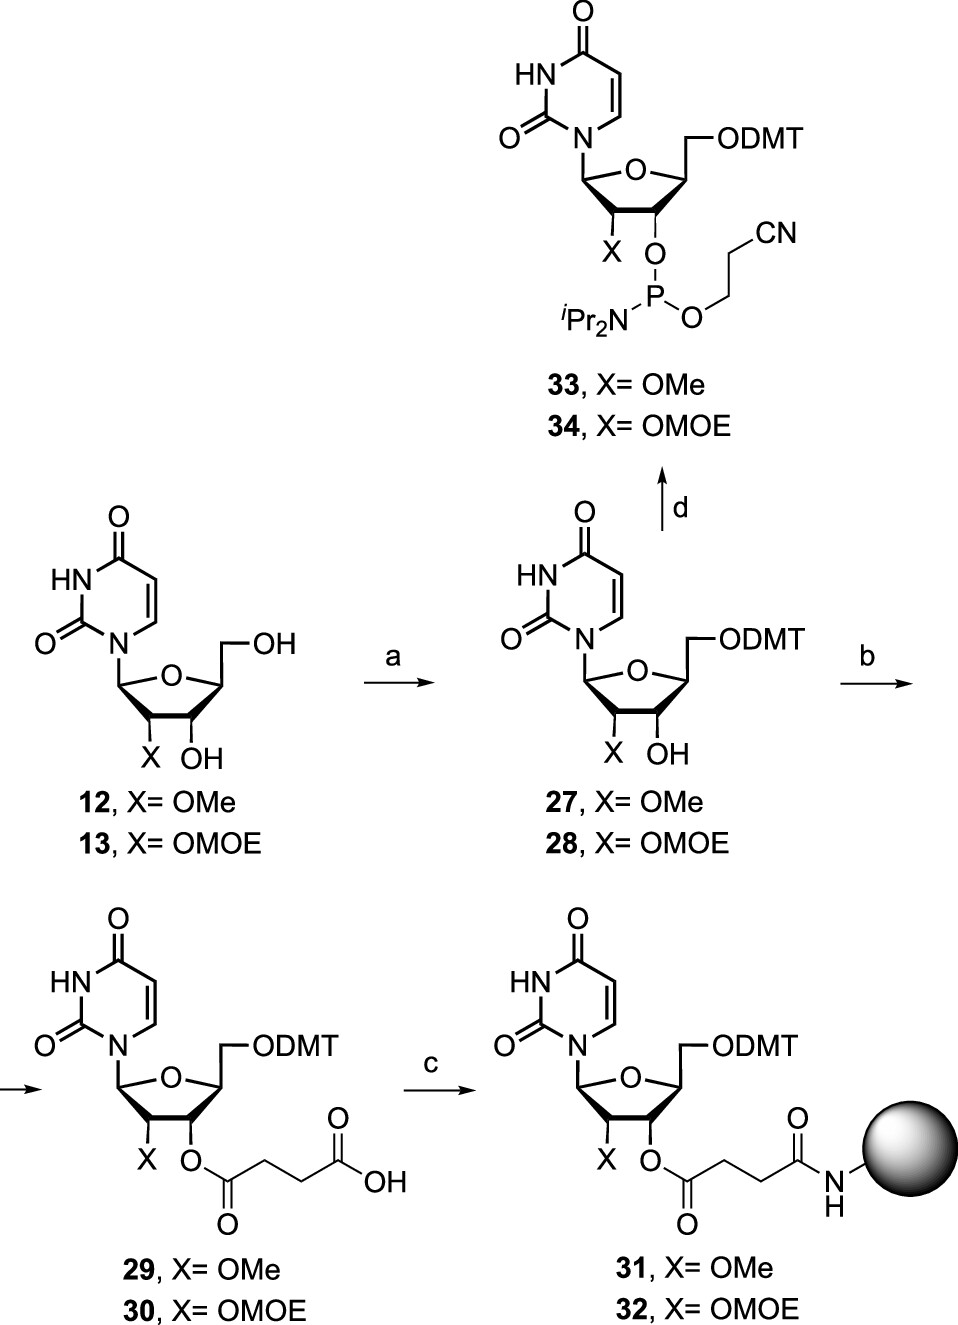 O
HN
O
N
O
ODMT
X
O
CN
P
iPr2N
O
33, X= OMe
34, X= OMOE
d
O
HN
O
N
O
OH
X
OH
12, X= OMe
13, X= OMOE
a
O
HN
O
N
O
ODMT
X
OH
27, X= OMe
28, X= OMOE
b
O
HN
O
N
O
ODMT
X
O
O
O
OH
29, X= OMe
30, X= OMOE
c
O
HN
O
N
O
ODMT
X
O
O
O
N
H
31, X= OMe
32, X= OMOE